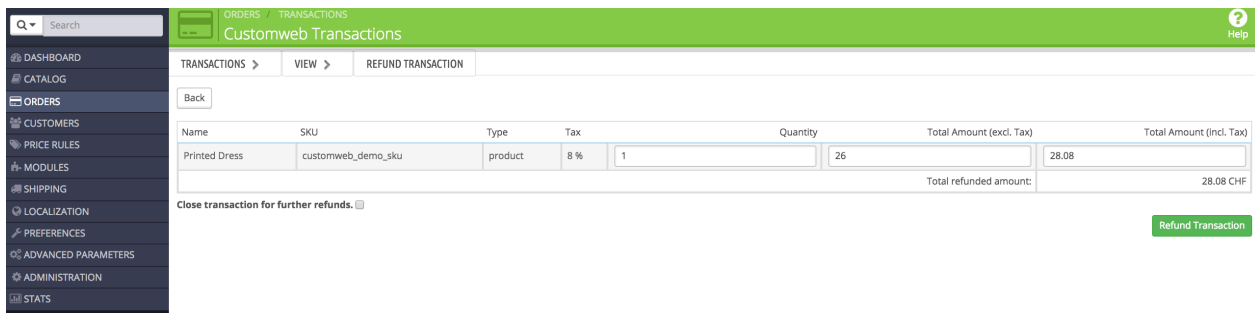 Search
ORDERS / TRANSACTIONS
Customweb Transactions
Help
DASHBOARD
CATALOG
ORDERS
CUSTOMERS
PRICE RULES
MODULES
SHIPPING
LOCALIZATION
PREFERENCES
ADVANCED PARAMETERS
ADMINISTRATION
STATS
TRANSACTIONS > VIEW > REFUND TRANSACTION
Back
Name SKU Type Tax Quantity Total Amount (excl. Tax) Total Amount (incl. Tax)
Printed Dress customweb_demo_sku product 8 % 1 26 28.08
Total refunded amount: 28.08 CHF
Close transaction for further refunds.
Refund Transaction